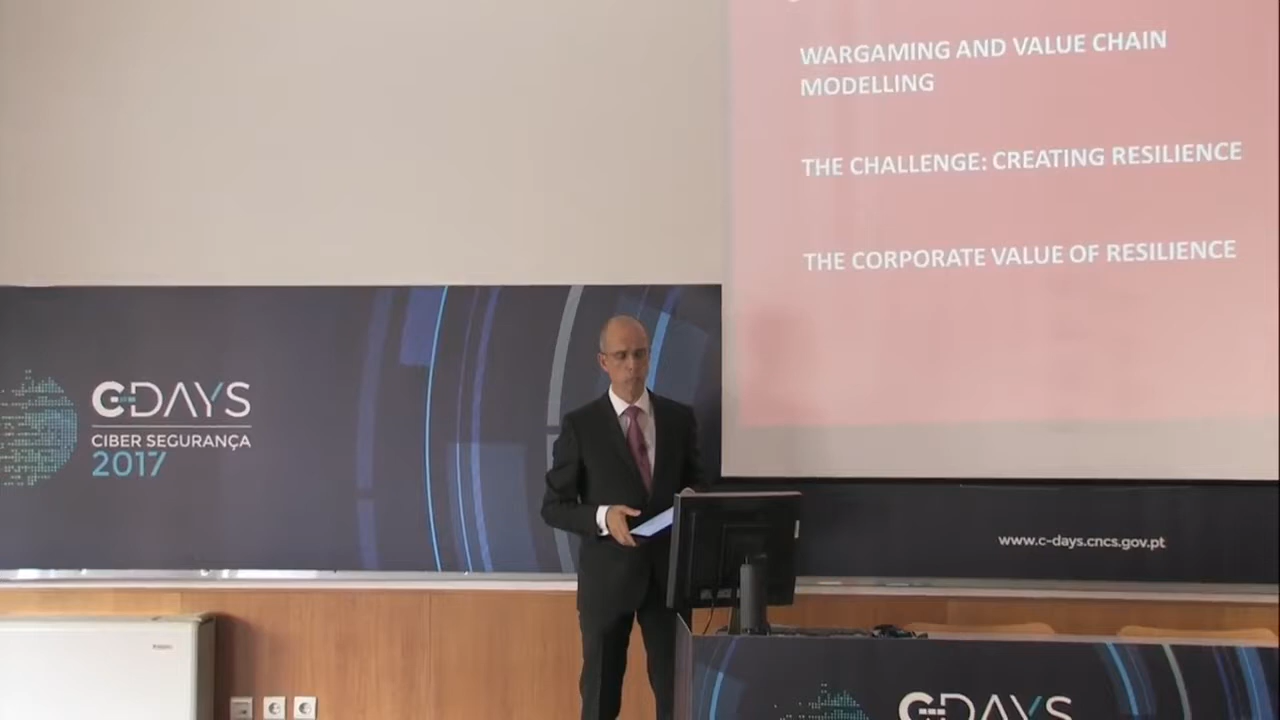 WARGAMING AND VALUE CHAIN
MODELLING
THE CHALLENGE: CREATING RESILIENCE
THE CORPORATE VALUE OF RESILIENCE
C-DAYS
CIBER SEGURANÇA
2017
www.c-days.cncs.gov.pt
C-DAYS